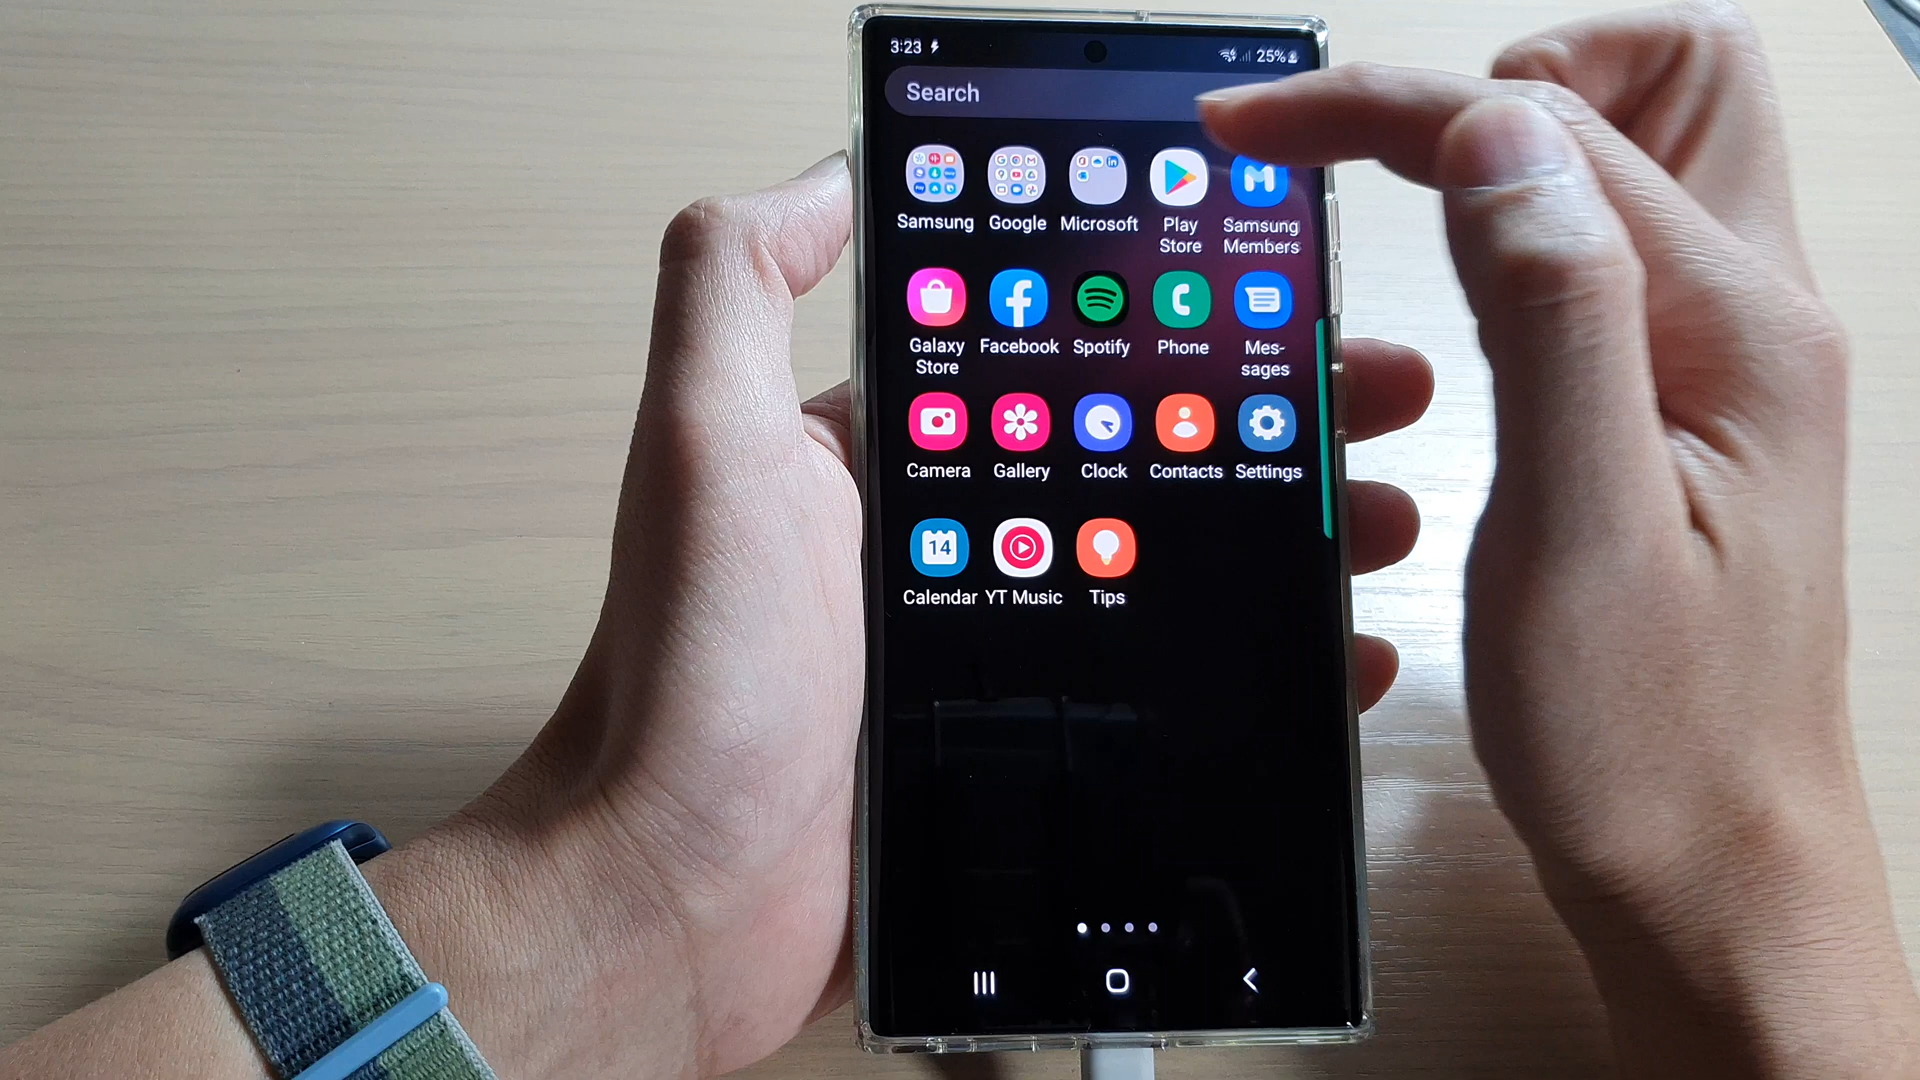 3:23
25%
Search
Samsung Google Microsoft Play Store Samsung Members
Galaxy Store Facebook Spotify Phone Mes-sages
Camera Gallery Clock Contacts Settings
14
Calendar YT Music Tips